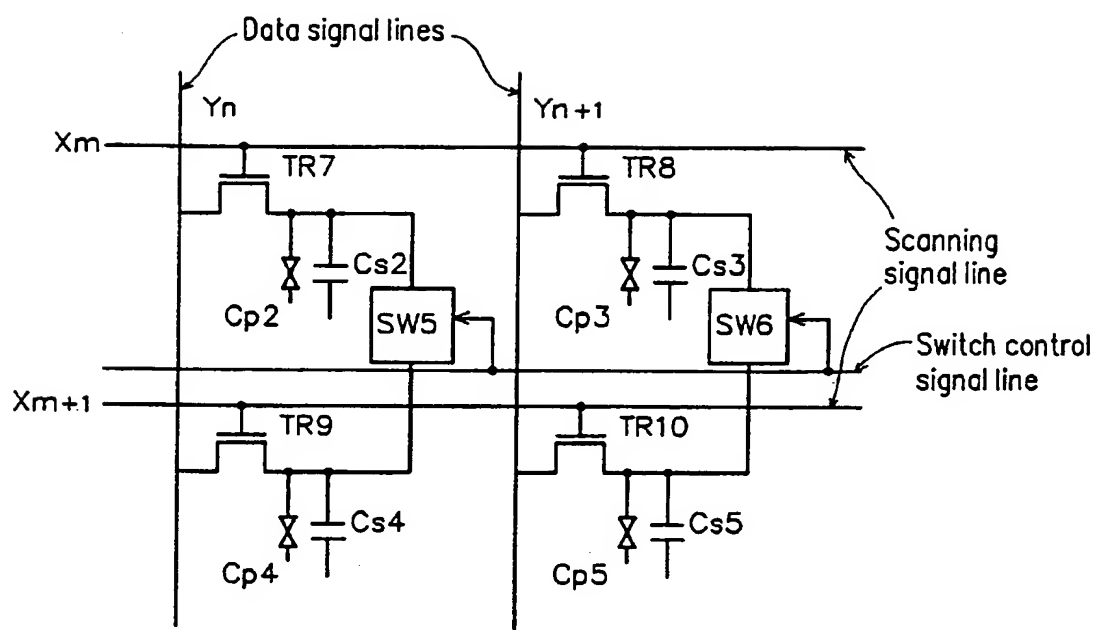 Data signal lines
Yn
Yn+1
Xm
TR7
TR8
Cs2
Cs3
Scanning
signal line
Cp2
SW5
Cp3
SW6
Switch control
signal line
Xm+1
TR9
TR10
Cs4
Cs5
Cp4
Cp5